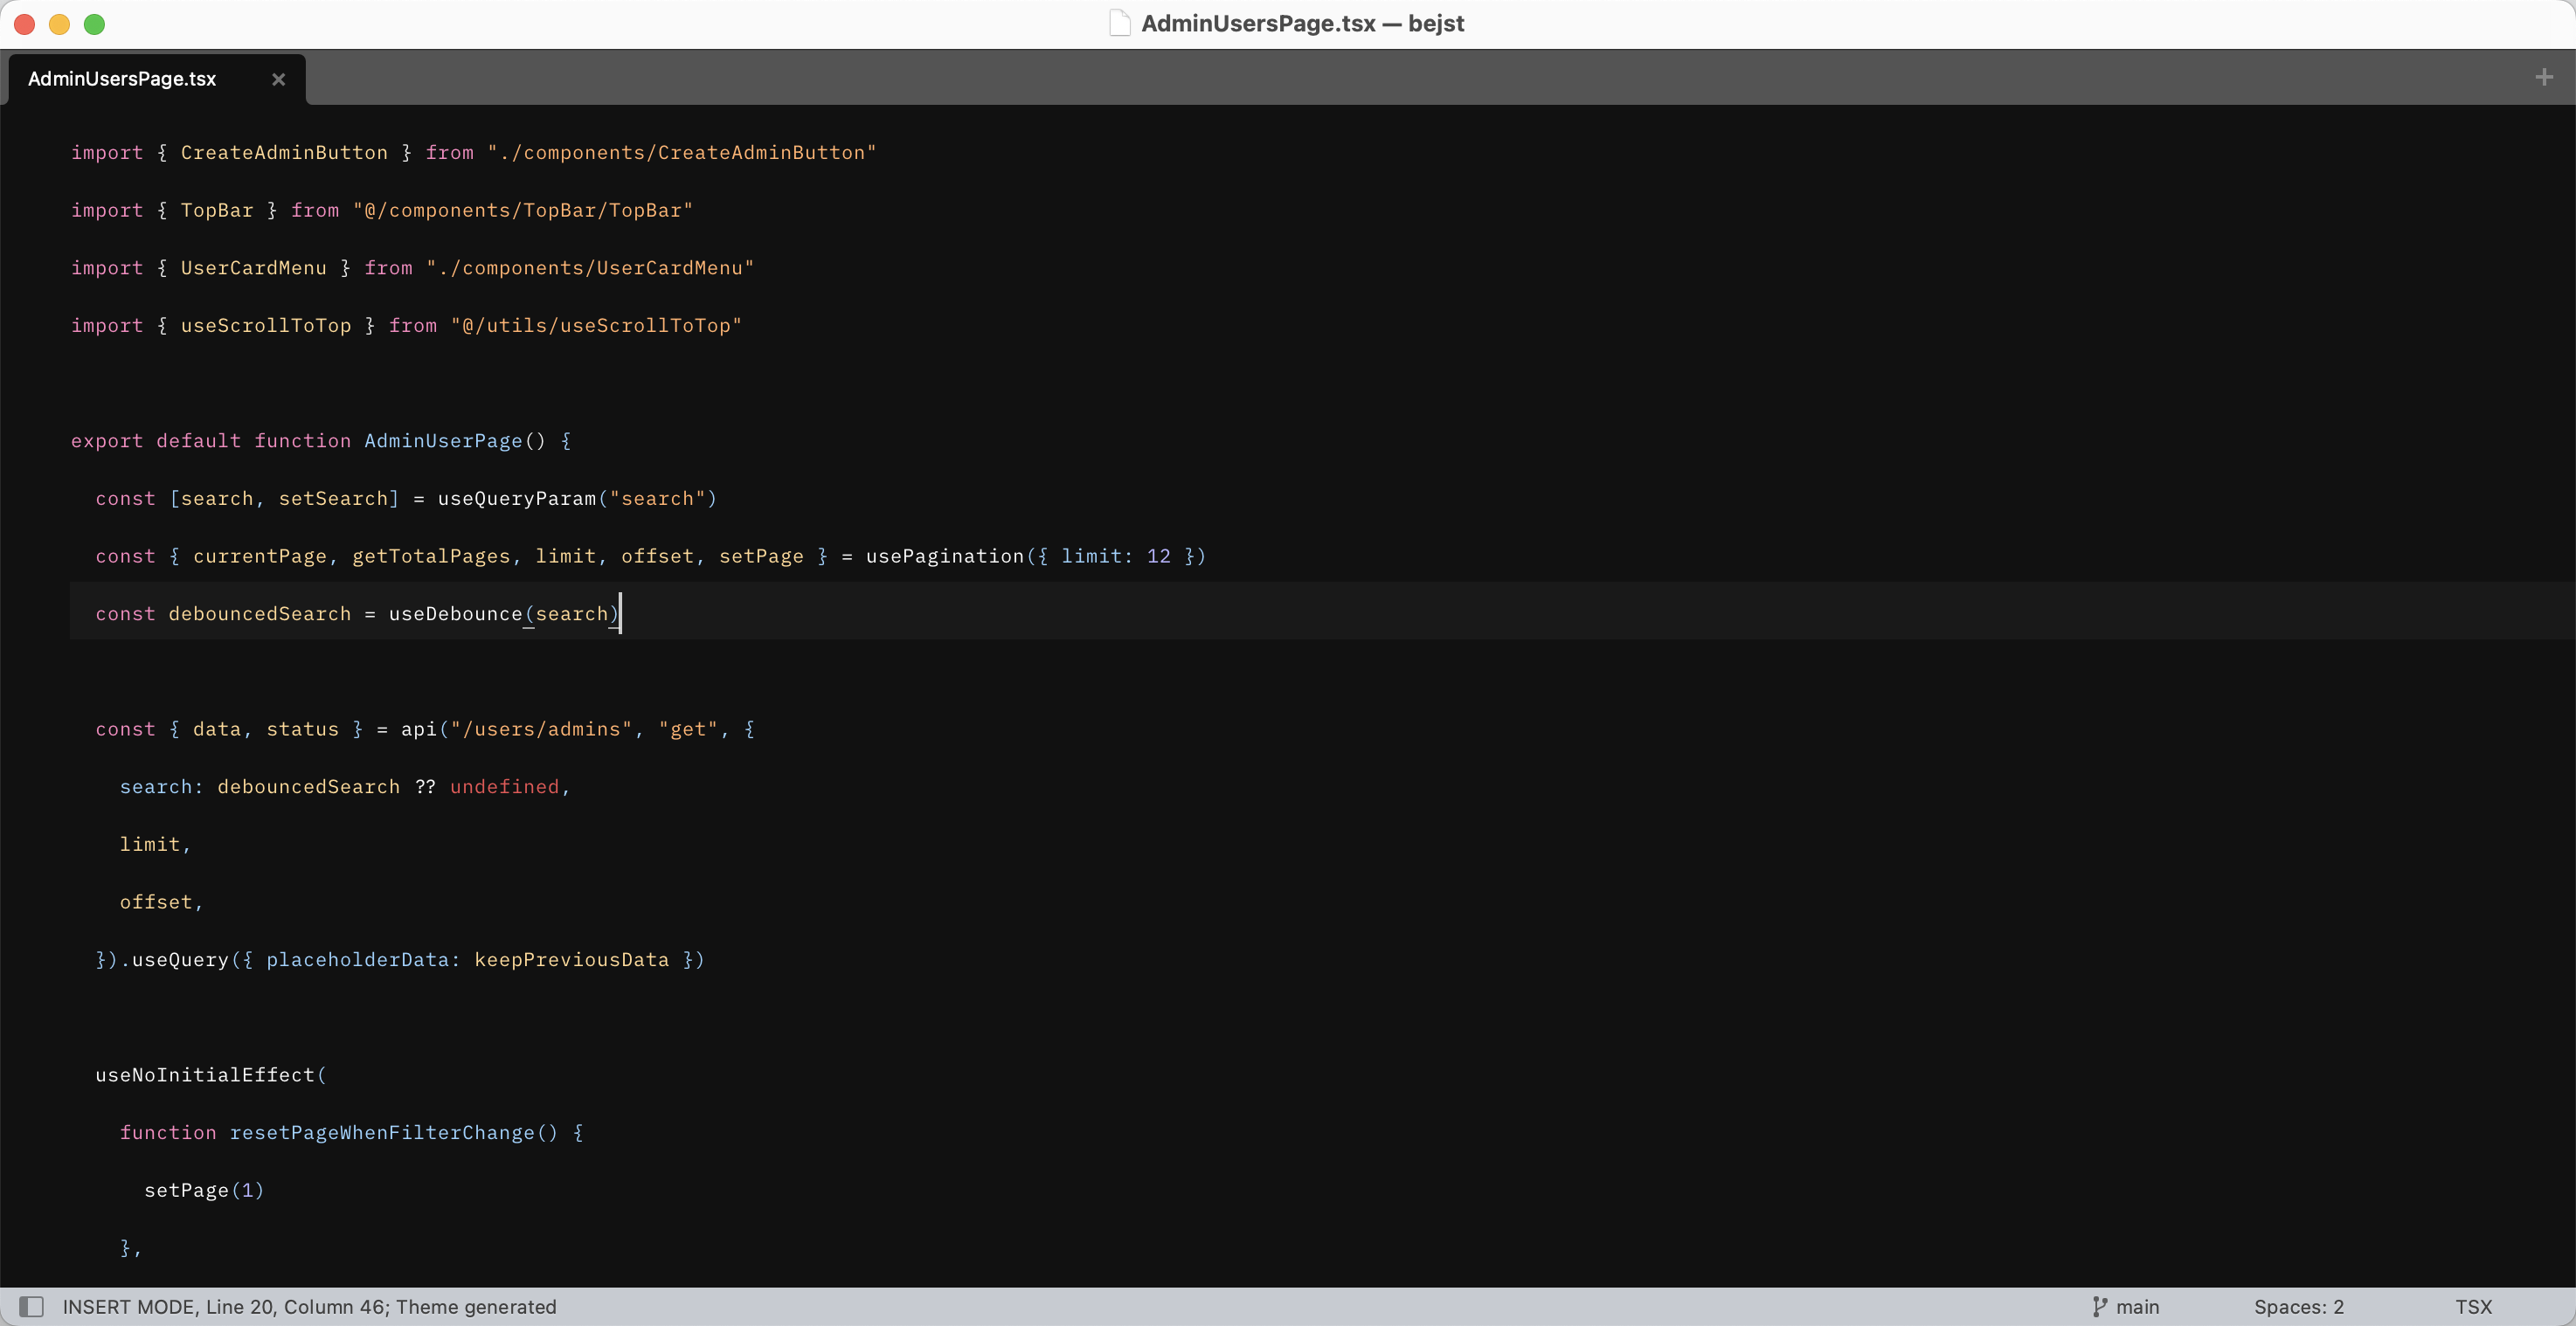 AdminUsersPage.tsx — bejst
AdminUsersPage.tsx
import { CreateAdminButton } from "./components/CreateAdminButton"
import { TopBar } from "@/components/TopBar/TopBar"
import { UserCardMenu } from "./components/UserCardMenu"
import { useScrollToTop } from "@/utils/useScrollToTop"
export default function AdminUserPage() {
  const [search, setSearch] = useQueryParam("search")
  const { currentPage, getTotalPages, limit, offset, setPage } = usePagination({ limit: 12 })
  const debouncedSearch = useDebounce(search)
  const { data, status } = api("/users/admins", "get", {
    search: debouncedSearch ?? undefined,
    limit,
    offset,
  }).useQuery({ placeholderData: keepPreviousData })
  useNoInitialEffect(
    function resetPageWhenFilterChange() {
      setPage(1)
    },
INSERT MODE, Line 20, Column 46; Theme generated
main
Spaces: 2
TSX